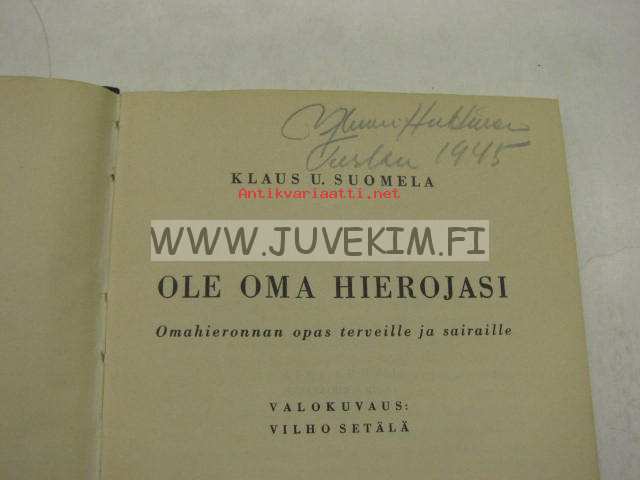 1945
KLAUS U. SUOMELA
Antikvariaatti.net
WWW.JUVEKIM.FI
OLE OMA HIEROJASI
Omahieronnan opas terveille ja sairaille
VALOKUVAUS:
VILHO SETÄLÄ